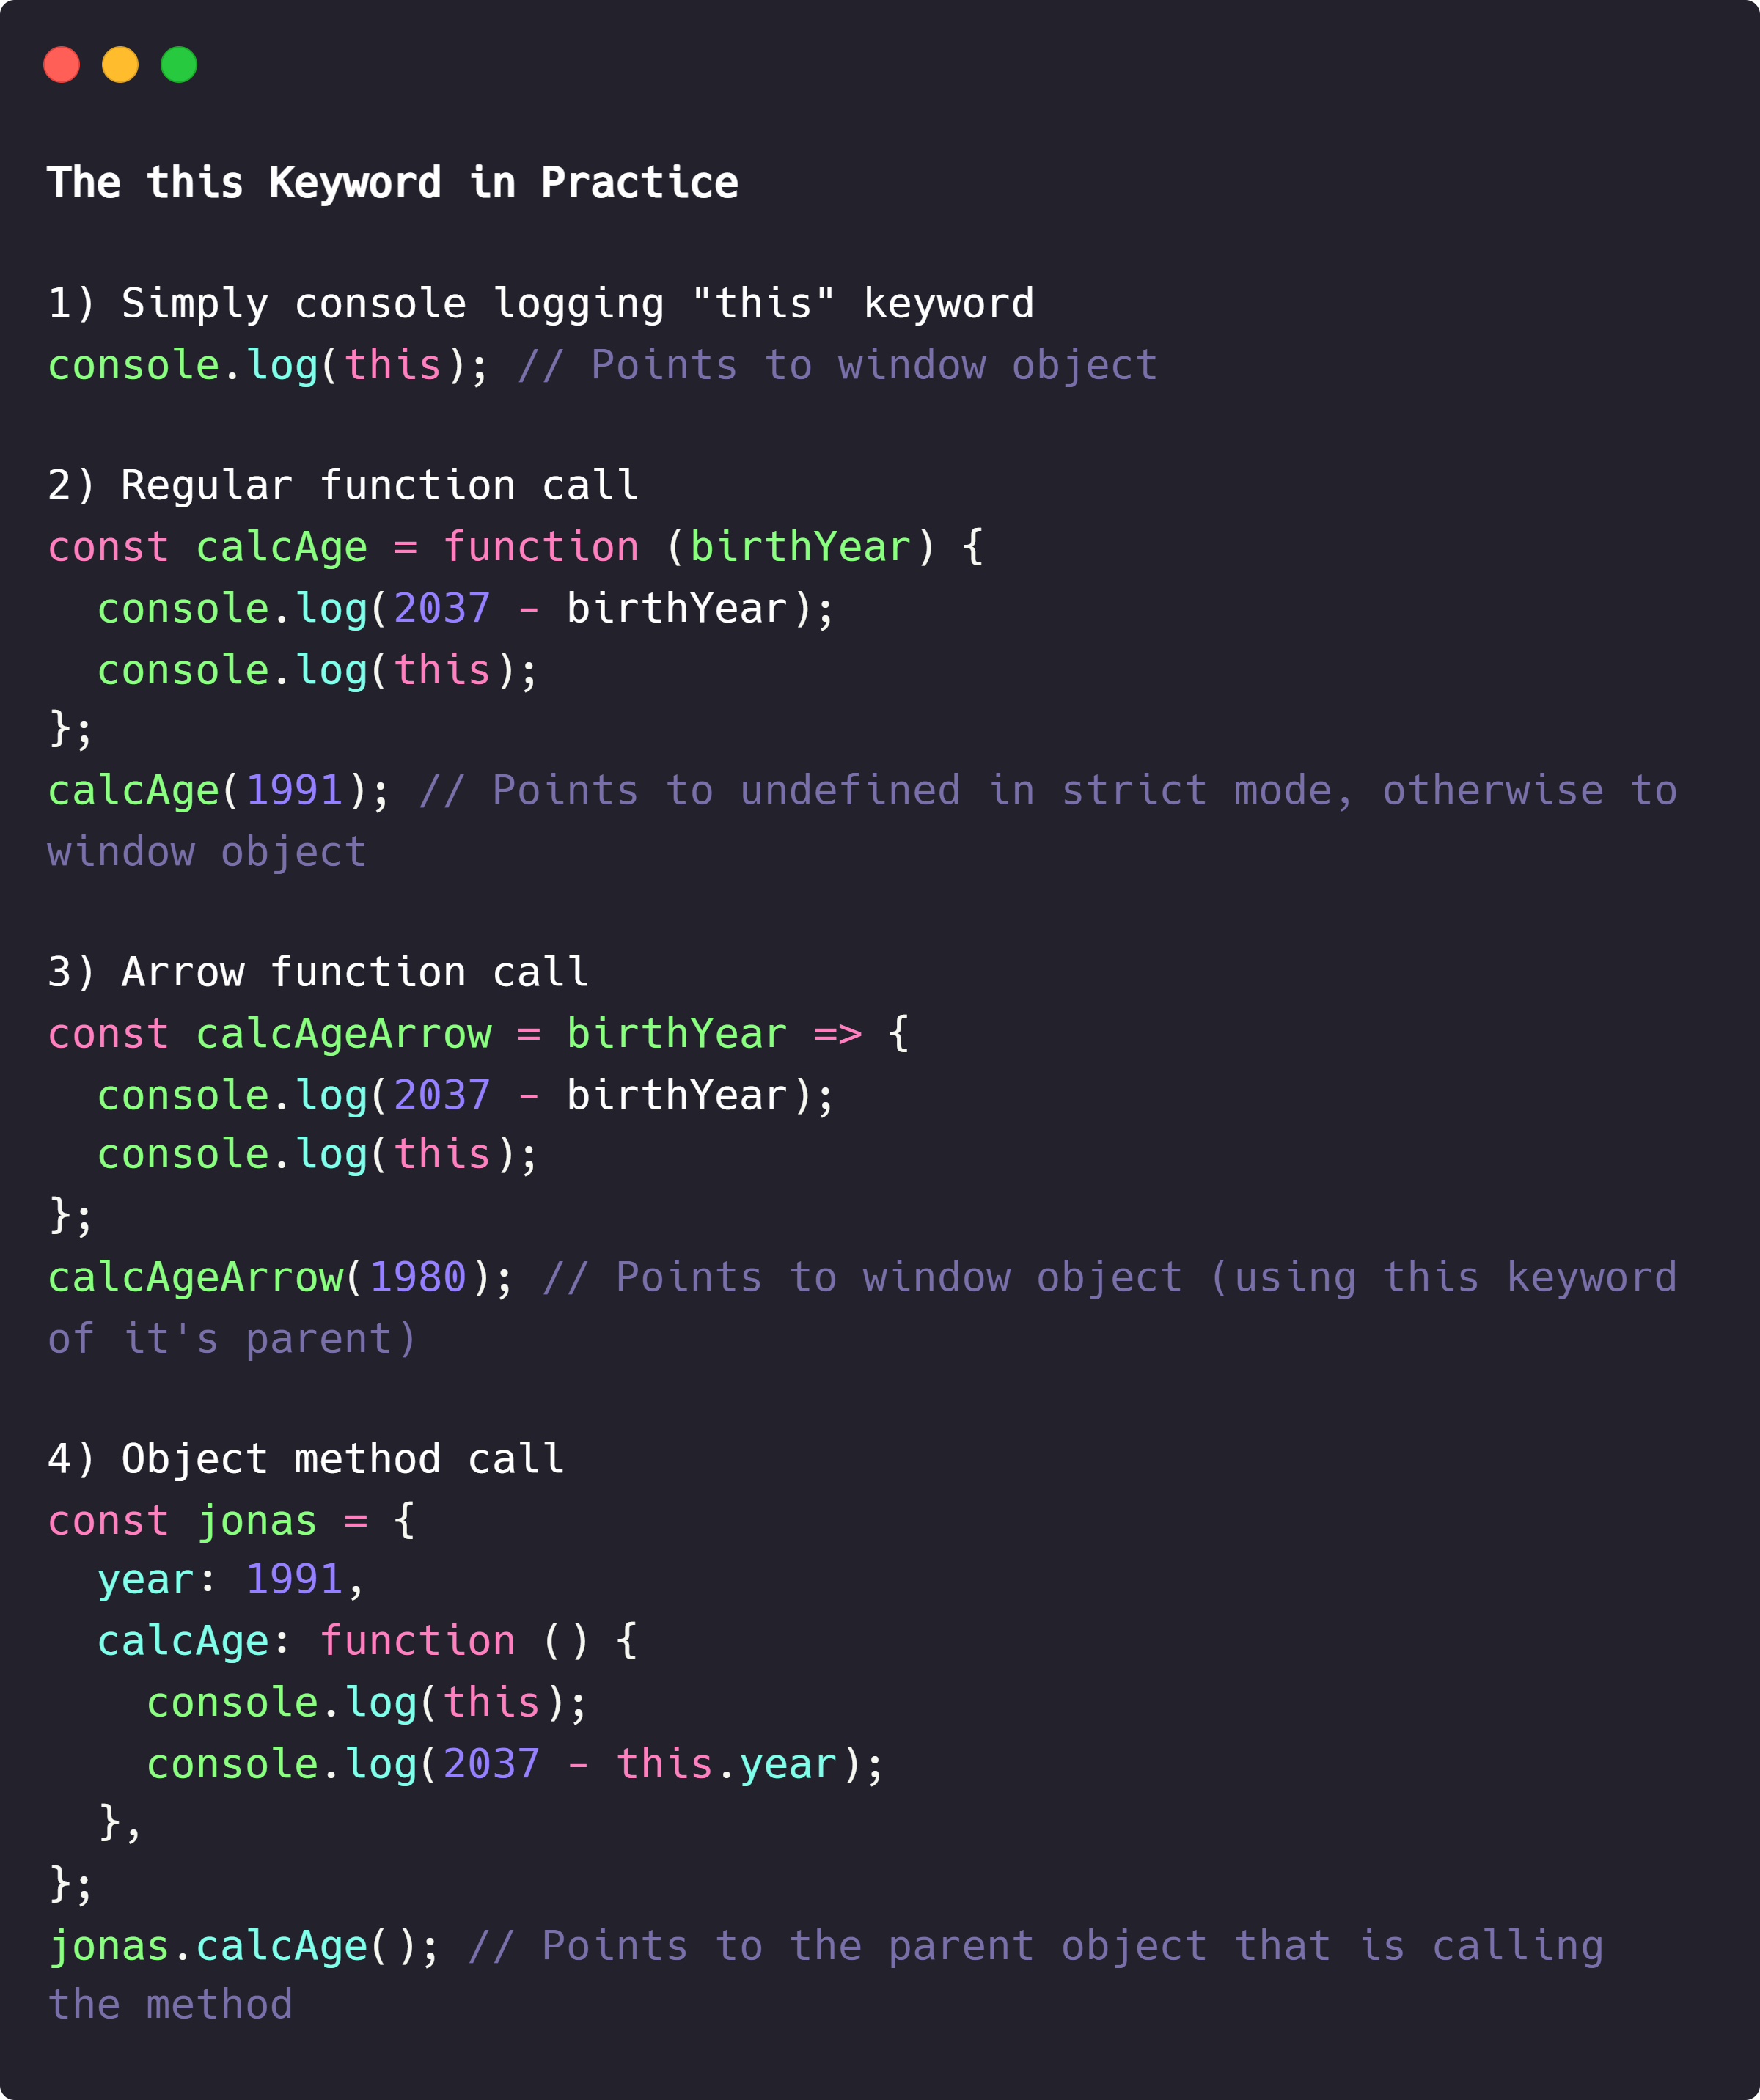 The this Keyword in Practice
1) Simply console logging "this" keyword
console.log(this); // Points to window object
2) Regular function call
const calcAge = function (birthYear) {
  console.log(2037 - birthYear);
  console.log(this);
};
calcAge(1991); // Points to undefined in strict mode, otherwise to
window object
3) Arrow function call
const calcAgeArrow = birthYear => {
  console.log(2037 - birthYear);
  console.log(this);
};
calcAgeArrow(1980); // Points to window object (using this keyword
of it's parent)
4) Object method call
const jonas = {
  year: 1991,
  calcAge: function () {
    console.log(this);
    console.log(2037 - this.year);
  },
};
jonas.calcAge(); // Points to the parent object that is calling
the method